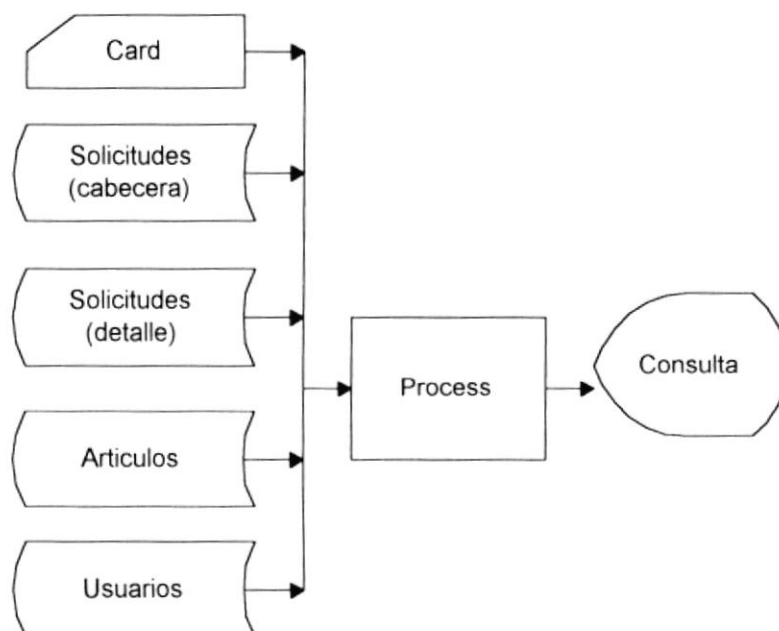 Card
Solicitudes
(cabecera)
Solicitudes
(detalle)
Process
Consulta
Articulos
Usuarios